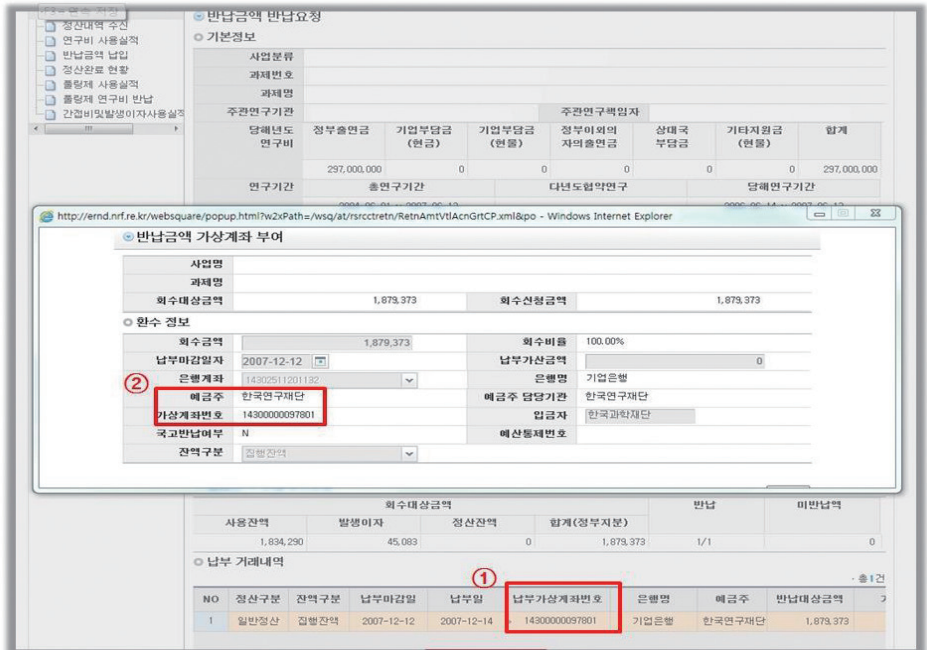 :F3= 연속 저장
정산내역 수신
연구비 사용실적
반납금액 납입
정산완료 현황
풀링제 사용실적
풀링제 연구비 반납
간접비및발생이자사용실적
반납금액 반납요청
기본정보
사업분류
과제번호
과제명
주관연구기관 주관연구책임자
당해년도 연구비 정부출연금 기업부담금 (현금) 기업부담금 (현물) 정부이외의 자의출연금 상대국 부담금 기타지원금 (현물) 합계
297,000,000 0 0 0 0 0 297,000,000
연구기간 총연구기간 다년도협약연구 당해연구기간
http://ernd.nrf.re.kr/websquare/popup.html?w2xPath=/wsq/at/rsrcctretn/RetnAmtVtlAcnGrtCP.xml&po - Windows Internet Explorer
반납금액 가상계좌 부여
사업명
과제명
회수대상금액 1,879,373 회수신청금액 1,879,373
환수 정보
회수금액 1,879,373 회수비율 100.00%
납부마감일자 2007-12-12 납부가산금액 0
② 은행계좌 14302511201132 은행명 기업은행
예금주 한국연구재단 예금주 담당기관 한국연구재단
가상계좌번호 14300000097801 입금자 한국과학재단
국고반납여부 N 예산통제번호
잔액구분 집행잔액
회수대상금액 반납 미반납액
사용잔액 발생이자 정산잔액 합계(정부지분)
1,834,290 45,083 0 1,879,373 1/1 0
납부 거래내역
①
· 총1건
NO 정산구분 잔액구분 납부마감일 납부일 납부가상계좌번호 은행명 예금주 반납대상금액
1 일반정산 집행잔액 2007-12-12 2007-12-14 14300000097801 기업은행 한국연구재단 1,879,373